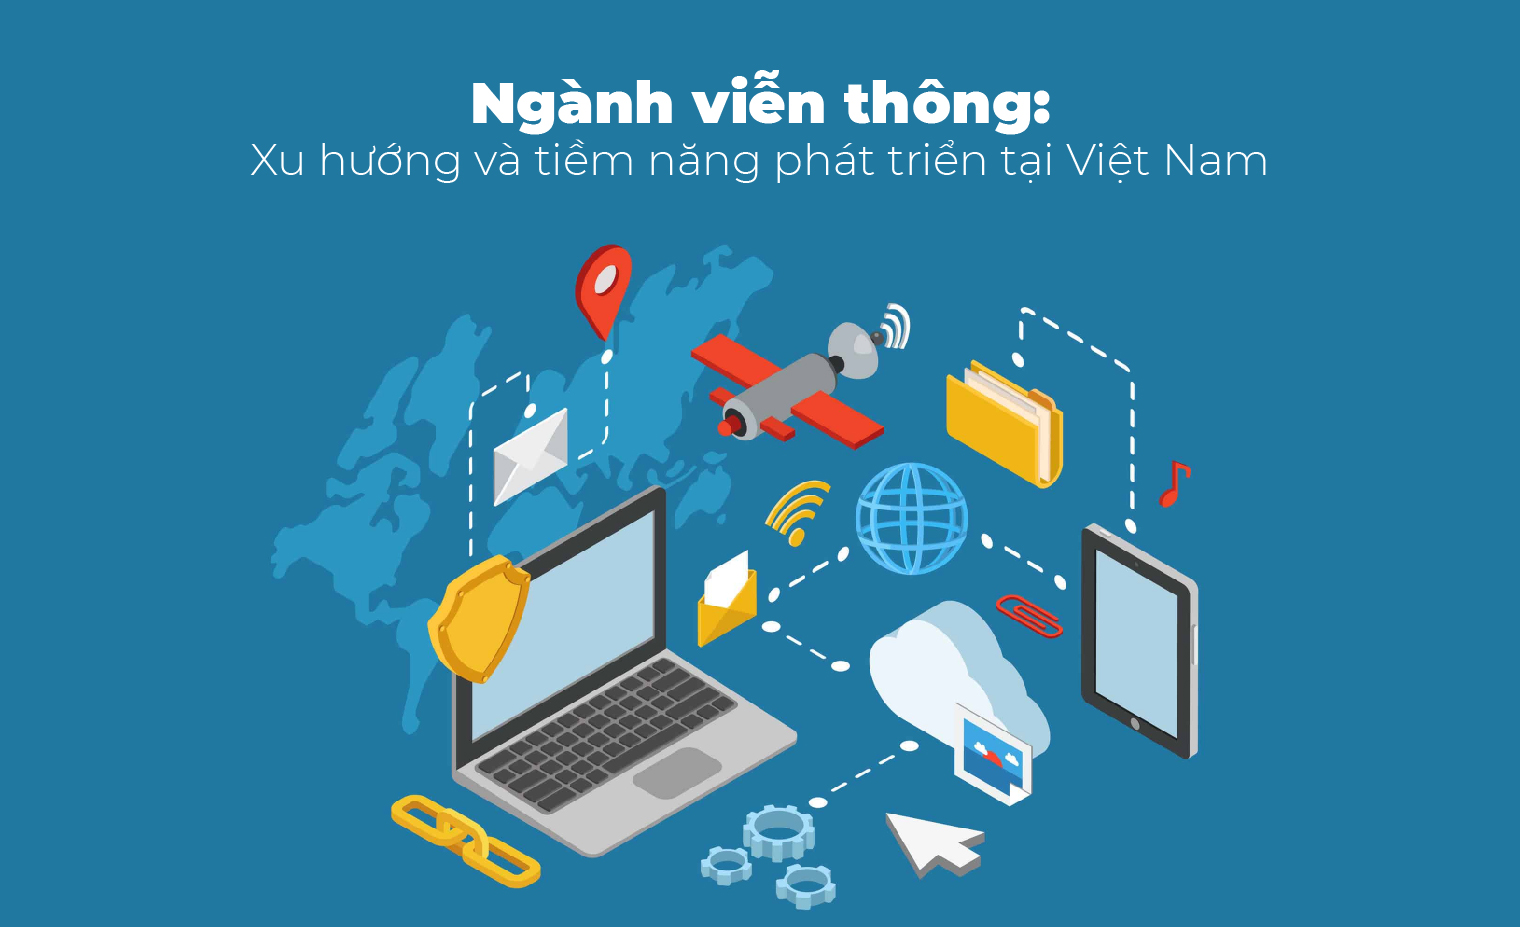 Ngành viễn thông:
Xu hướng và tiềm năng phát triển tại Việt Nam